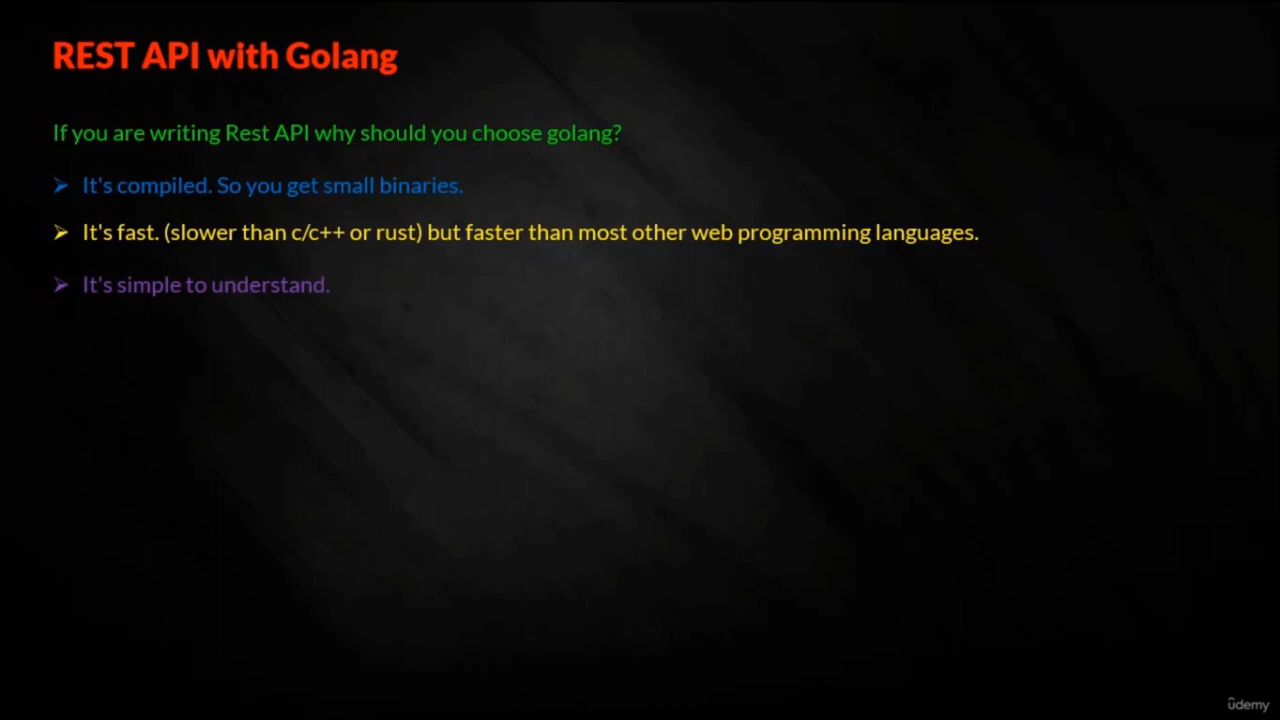 REST API with Golang
If you are writing Rest API why should you choose golang?
➢ It's compiled. So you get small binaries.
➢ It's fast. (slower than c/c++ or rust) but faster than most other web programming languages.
➢ It's simple to understand.
ûdemy